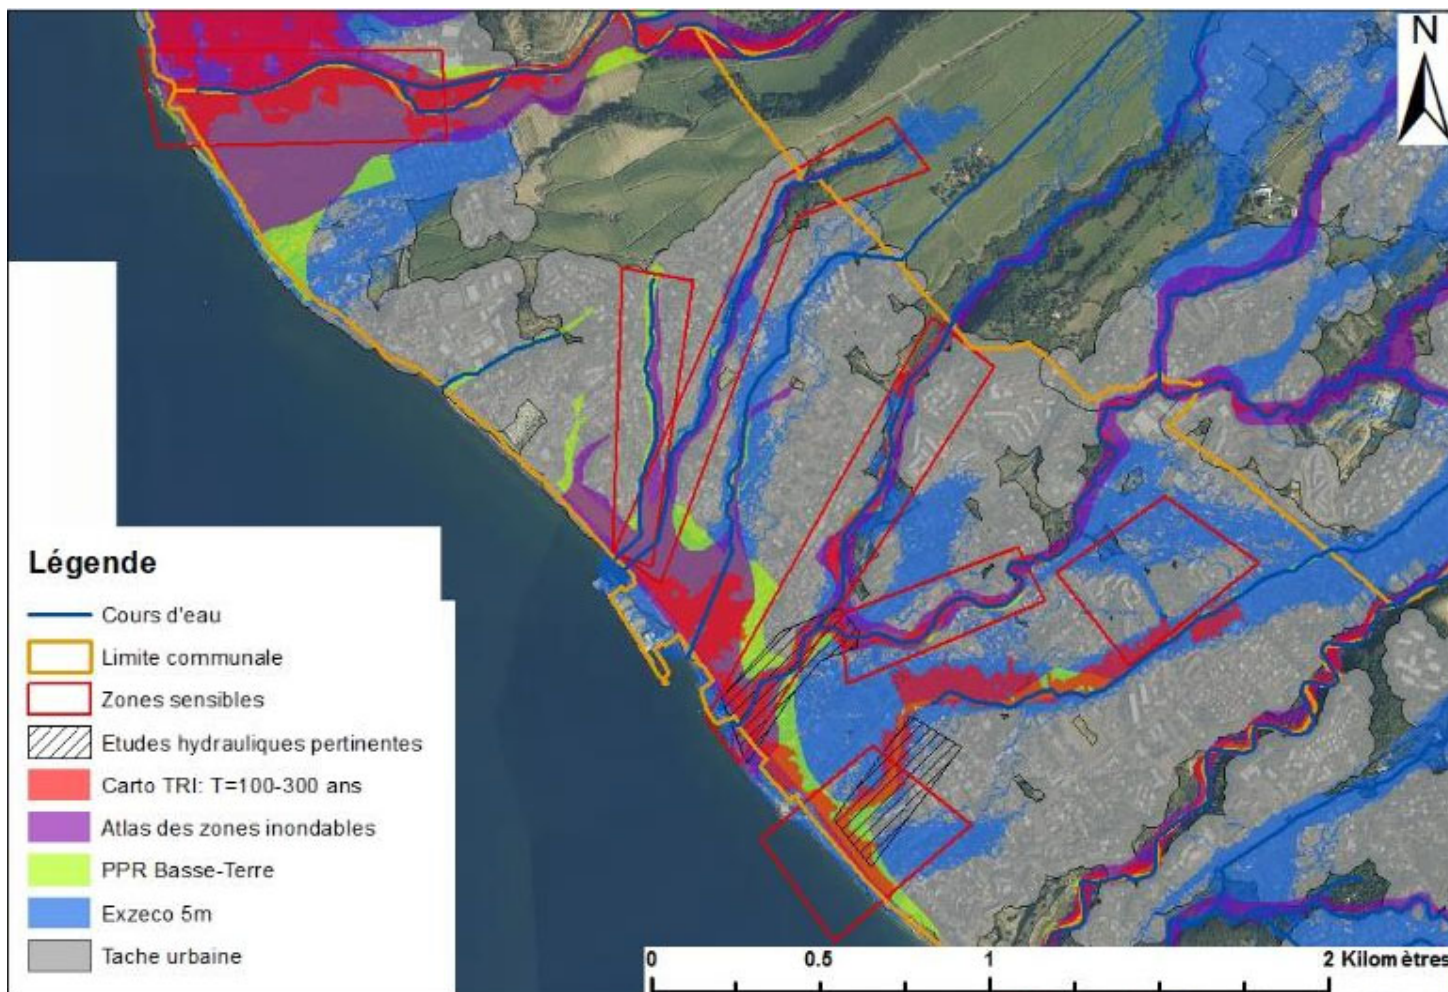 N
Légende
Cours d'eau
Limite communale
Zones sensibles
Etudes hydrauliques pertinentes
Carto TRI: T=100-300 ans
Atlas des zones inondables
PPR Basse-Terre
Exzeco 5m
Tache urbaine
0 0.5 1 2 Kilomètres